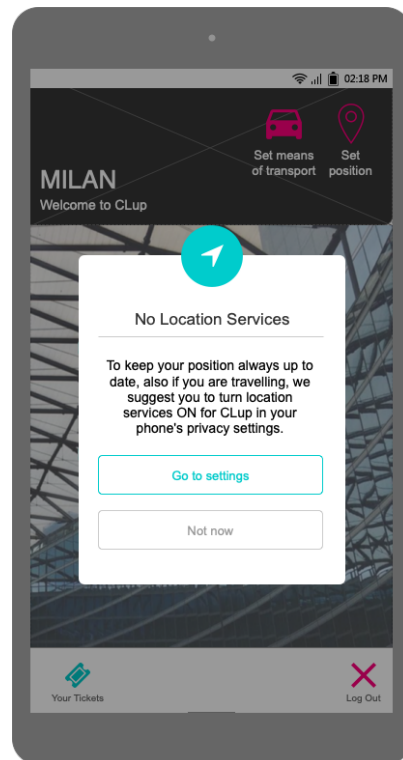 02:18 PM
Set means
of transport
Set
position
MILAN
Welcome to CLup
No Location Services
To keep your position always up to
date, also if you are travelling, we
suggest you to turn location
services ON for CLup in your
phone's privacy settings.
Go to settings
Not now
Your Tickets
Log Out